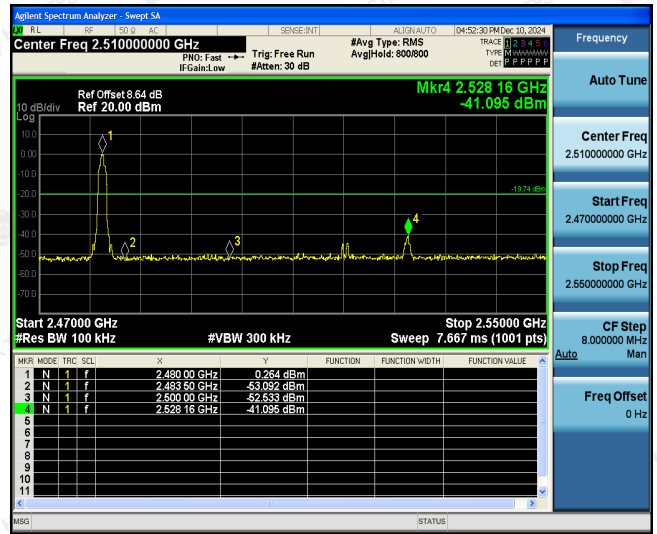 Agilent Spectrum Analyzer - Swept SA
LXI RL RF 50 Ω AC SENSE:INT ALIGNAUTO 04:52:30 PM Dec 10, 2024
Center Freq 2.510000000 GHz
PNO: Fast
IFGain:Low
Trig: Free Run
#Atten: 30 dB
#Avg Type: RMS
Avg|Hold: 800/800
TRACE 1 2 3 4 5 6
TYPE M WWWWW
DET P P P P P P
Mkr4 2.528 16 GHz
-41.095 dBm
Ref Offset 8.64 dB
10 dB/div Ref 20.00 dBm
Log
10.0
0.00
-10.0
-20.0
-30.0
-40.0
-50.0
-60.0
-70.0
1
2
3
4
-19.74 dBm
Start 2.47000 GHz Stop 2.55000 GHz
#Res BW 100 kHz #VBW 300 kHz Sweep 7.667 ms (1001 pts)
MKR MODE TRC SCL X Y FUNCTION FUNCTION WIDTH FUNCTION VALUE
1 N 1 f 2.480 00 GHz 0.264 dBm
2 N 1 f 2.483 50 GHz -53.092 dBm
3 N 1 f 2.500 00 GHz -52.533 dBm
4 N 1 f 2.528 16 GHz -41.095 dBm
5
6
7
8
9
10
11
MSG STATUS
Frequency
Auto Tune
Center Freq
2.510000000 GHz
Start Freq
2.470000000 GHz
Stop Freq
2.550000000 GHz
CF Step
8.000000 MHz
Auto Man
Freq Offset
0 Hz